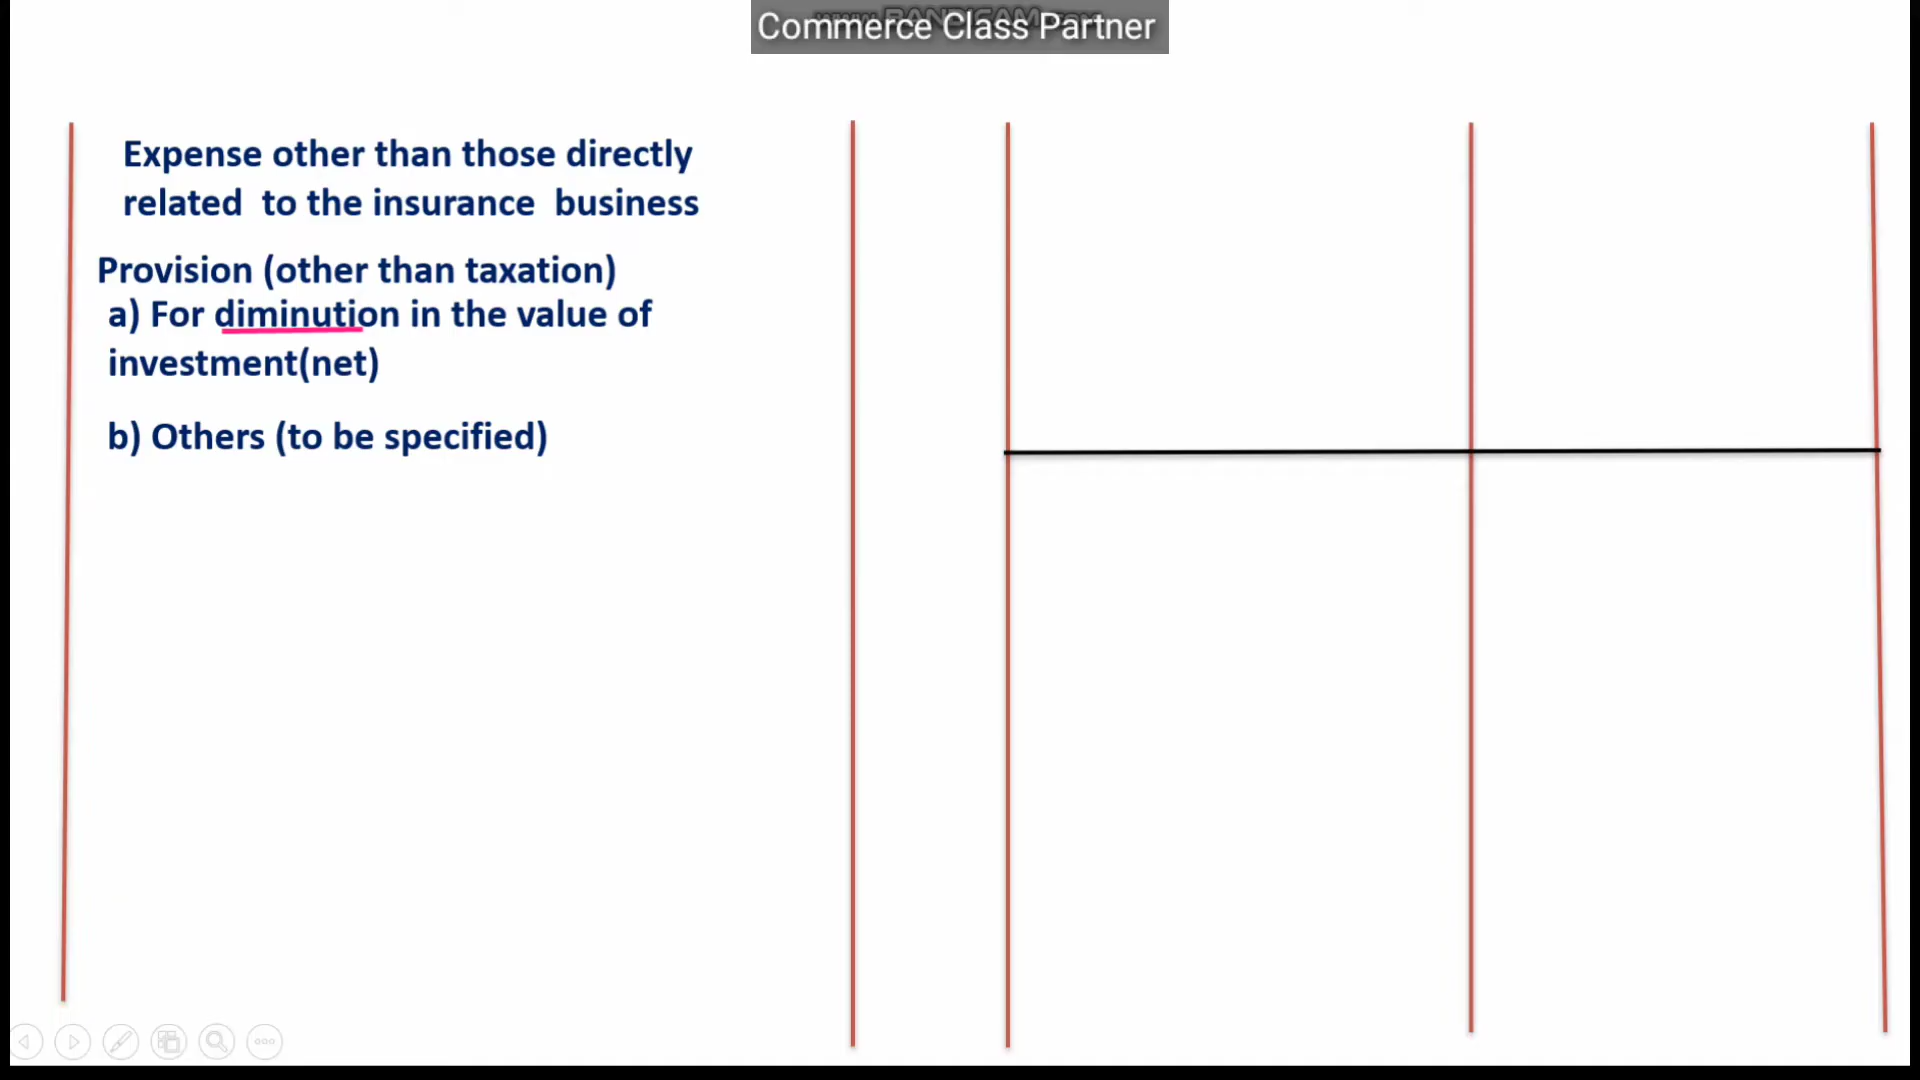 Commerce Class Partner
Expense other than those directly
related to the insurance business
Provision (other than taxation)
a) For diminution in the value of
investment(net)
b) Others (to be specified)